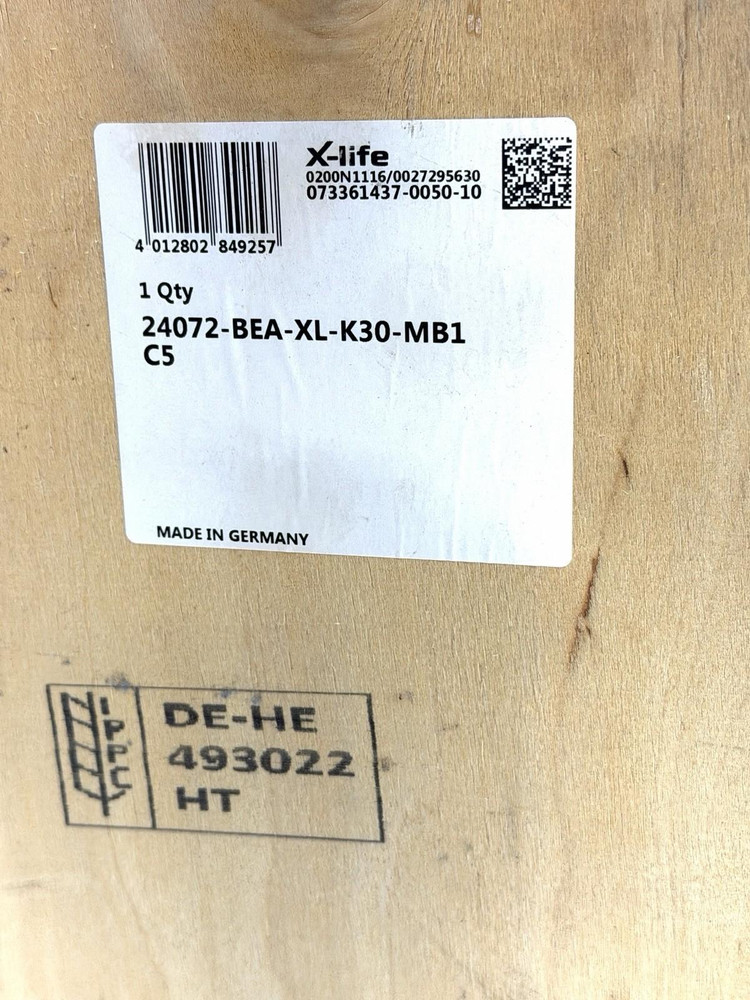 X-life
0200N1116/0027295630
073361437-0050-10
4 012802 849257
1 Qty
24072-BEA-XL-K30-MB1
C5
MADE IN GERMANY
IPPC
DE-HE
493022
HT